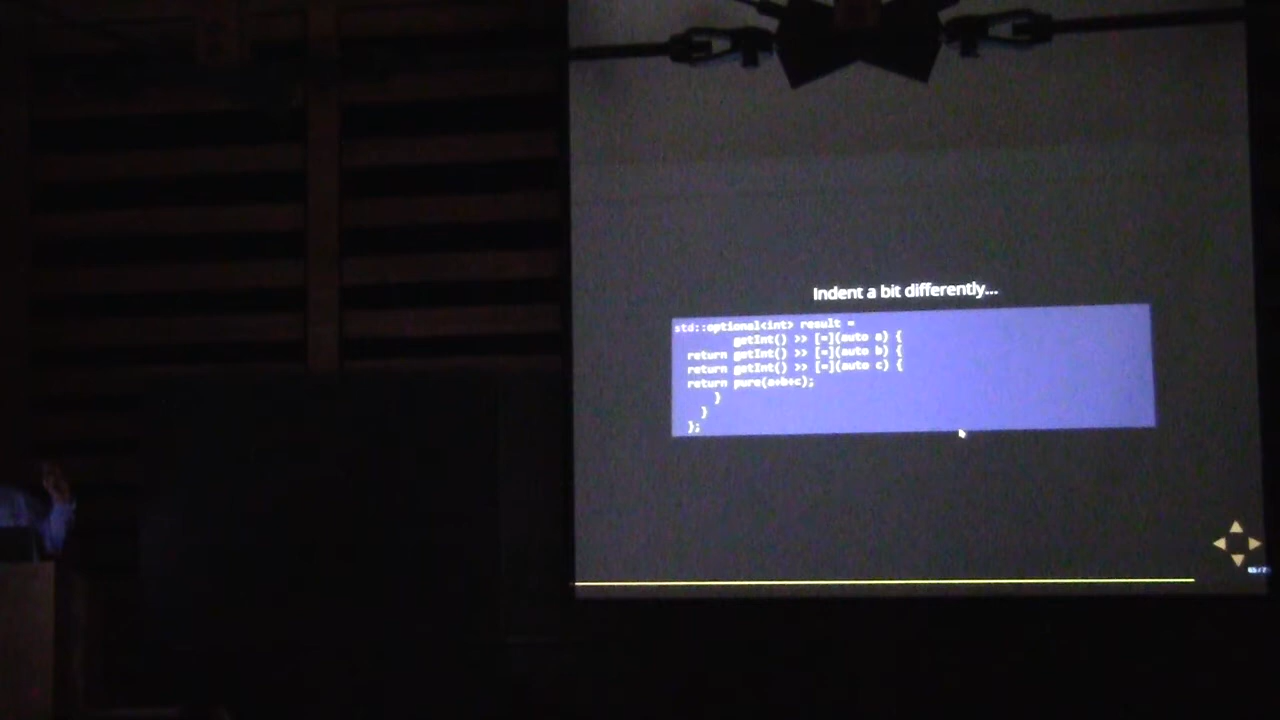 Indent a bit differently...
std::optional<int> result =
getInt() >> [=](auto a) {
return getInt() >> [=](auto b) {
return getInt() >> [=](auto c) {
return pure(a+b+c);
}
}
};